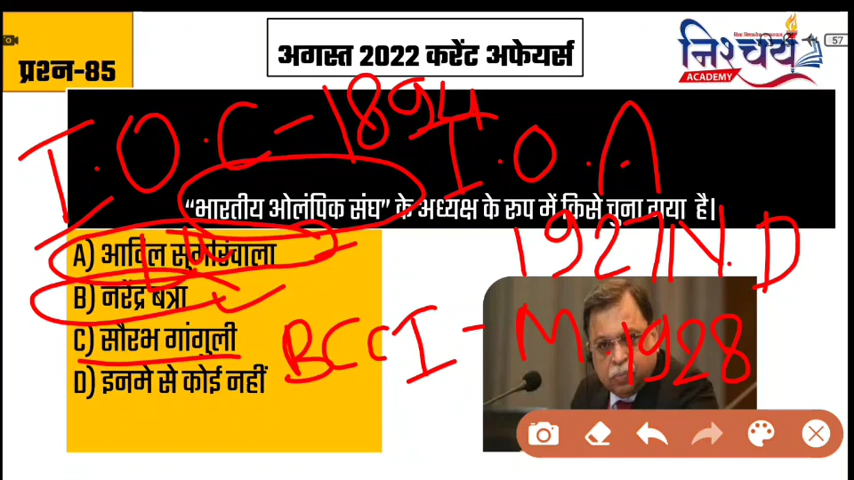 प्रश्न-85
अगस्त 2022 करेंट अफेयर्स
निश्चय
ACADEMY
57
I.O.C-1894
I.O.A
"भारतीय ओलंपिक संघ" के अध्यक्ष के रूप में किसे चुना गया है।
1927 N.D
A) आदिल सुमरिवाला
B) नरेंद्र बत्रा
C) सौरभ गांगुली
BCCI-M.1928
D) इनमे से कोई नहीं